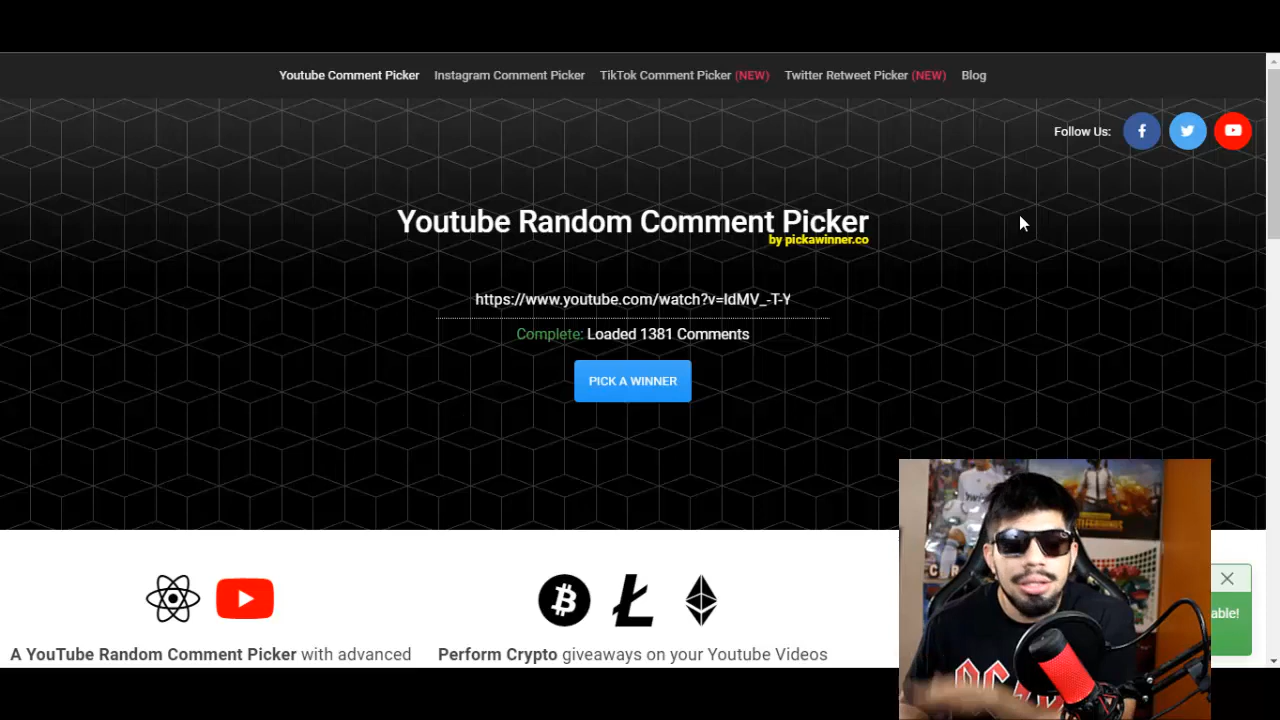 Youtube Comment Picker Instagram Comment Picker TikTok Comment Picker (NEW) Twitter Retweet Picker (NEW) Blog
Follow Us:
Youtube Random Comment Picker
by pickawinner.co
https://www.youtube.com/watch?v=ldMV_-T-Y
Complete: Loaded 1381 Comments
PICK A WINNER
able!
A YouTube Random Comment Picker with advanced
Perform Crypto giveaways on your Youtube Videos